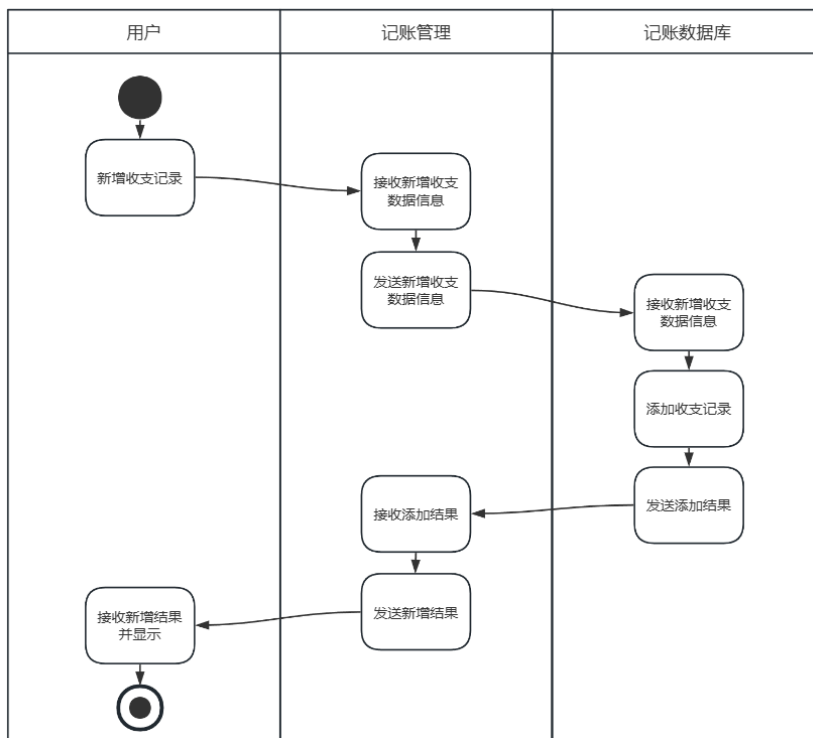 用户
记账管理
记账数据库
新增收支记录
接收新增收支
数据信息
发送新增收支
数据信息
接收新增收支
数据信息
添加收支记录
发送添加结果
接收添加结果
发送新增结果
接收新增结果
并显示